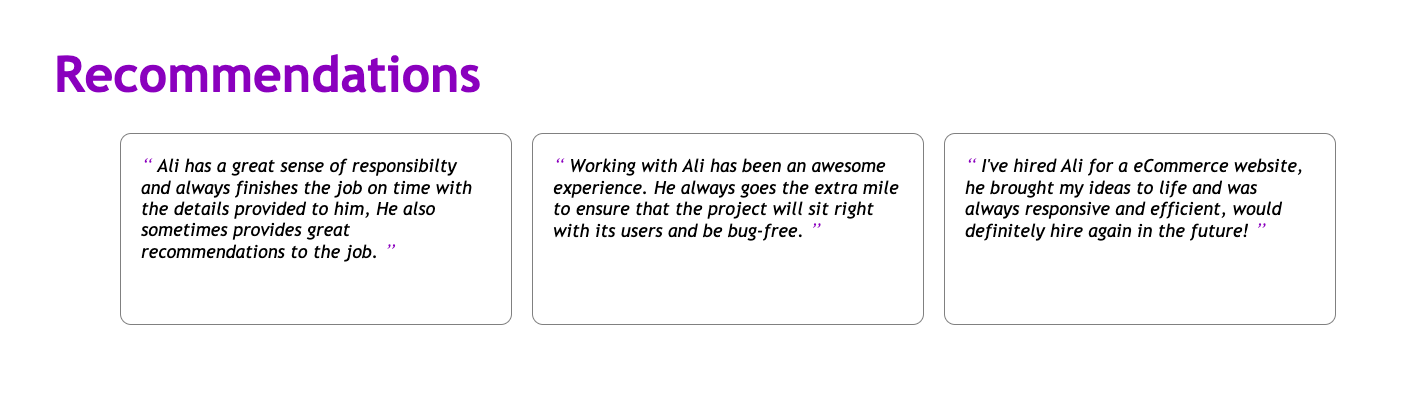 Recommendations
“ Ali has a great sense of responsibilty
and always finishes the job on time with
the details provided to him, He also
sometimes provides great
recommendations to the job. ”
“ Working with Ali has been an awesome
experience. He always goes the extra mile
to ensure that the project will sit right
with its users and be bug-free. ”
“ I've hired Ali for a eCommerce website,
he brought my ideas to life and was
always responsive and efficient, would
definitely hire again in the future! ”